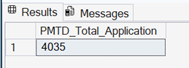 Results Messages
PMTD_Total_Application
1 4035